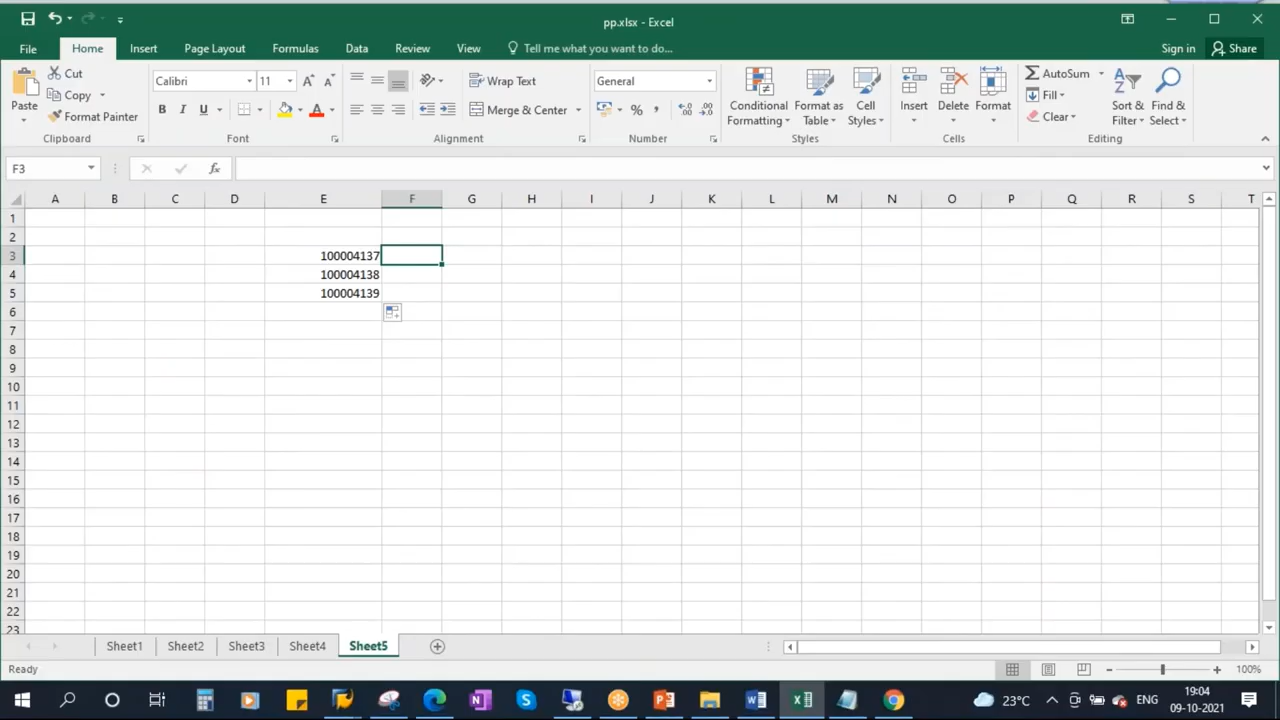 pp.xlsx - Excel
File Home Insert Page Layout Formulas Data Review View Tell me what you want to do... Sign in Share
Paste Cut Copy Format Painter
Calibri 11 B I U A
Wrap Text Merge & Center
General % ,
Conditional Formatting Format as Table Cell Styles
Insert Delete Format
AutoSum Fill Clear
Sort & Filter Find & Select
Clipboard Font Alignment Number Styles Cells Editing
F3 fx
A B C D E F G H I J K L M N O P Q R S T
1
2
3 100004137
4 100004138
5 100004139
6
7
8
9
10
11
12
13
14
15
16
17
18
19
20
21
22
23
Sheet1 Sheet2 Sheet3 Sheet4 Sheet5
Ready 100%
23°C ENG 19:04
09-10-2021